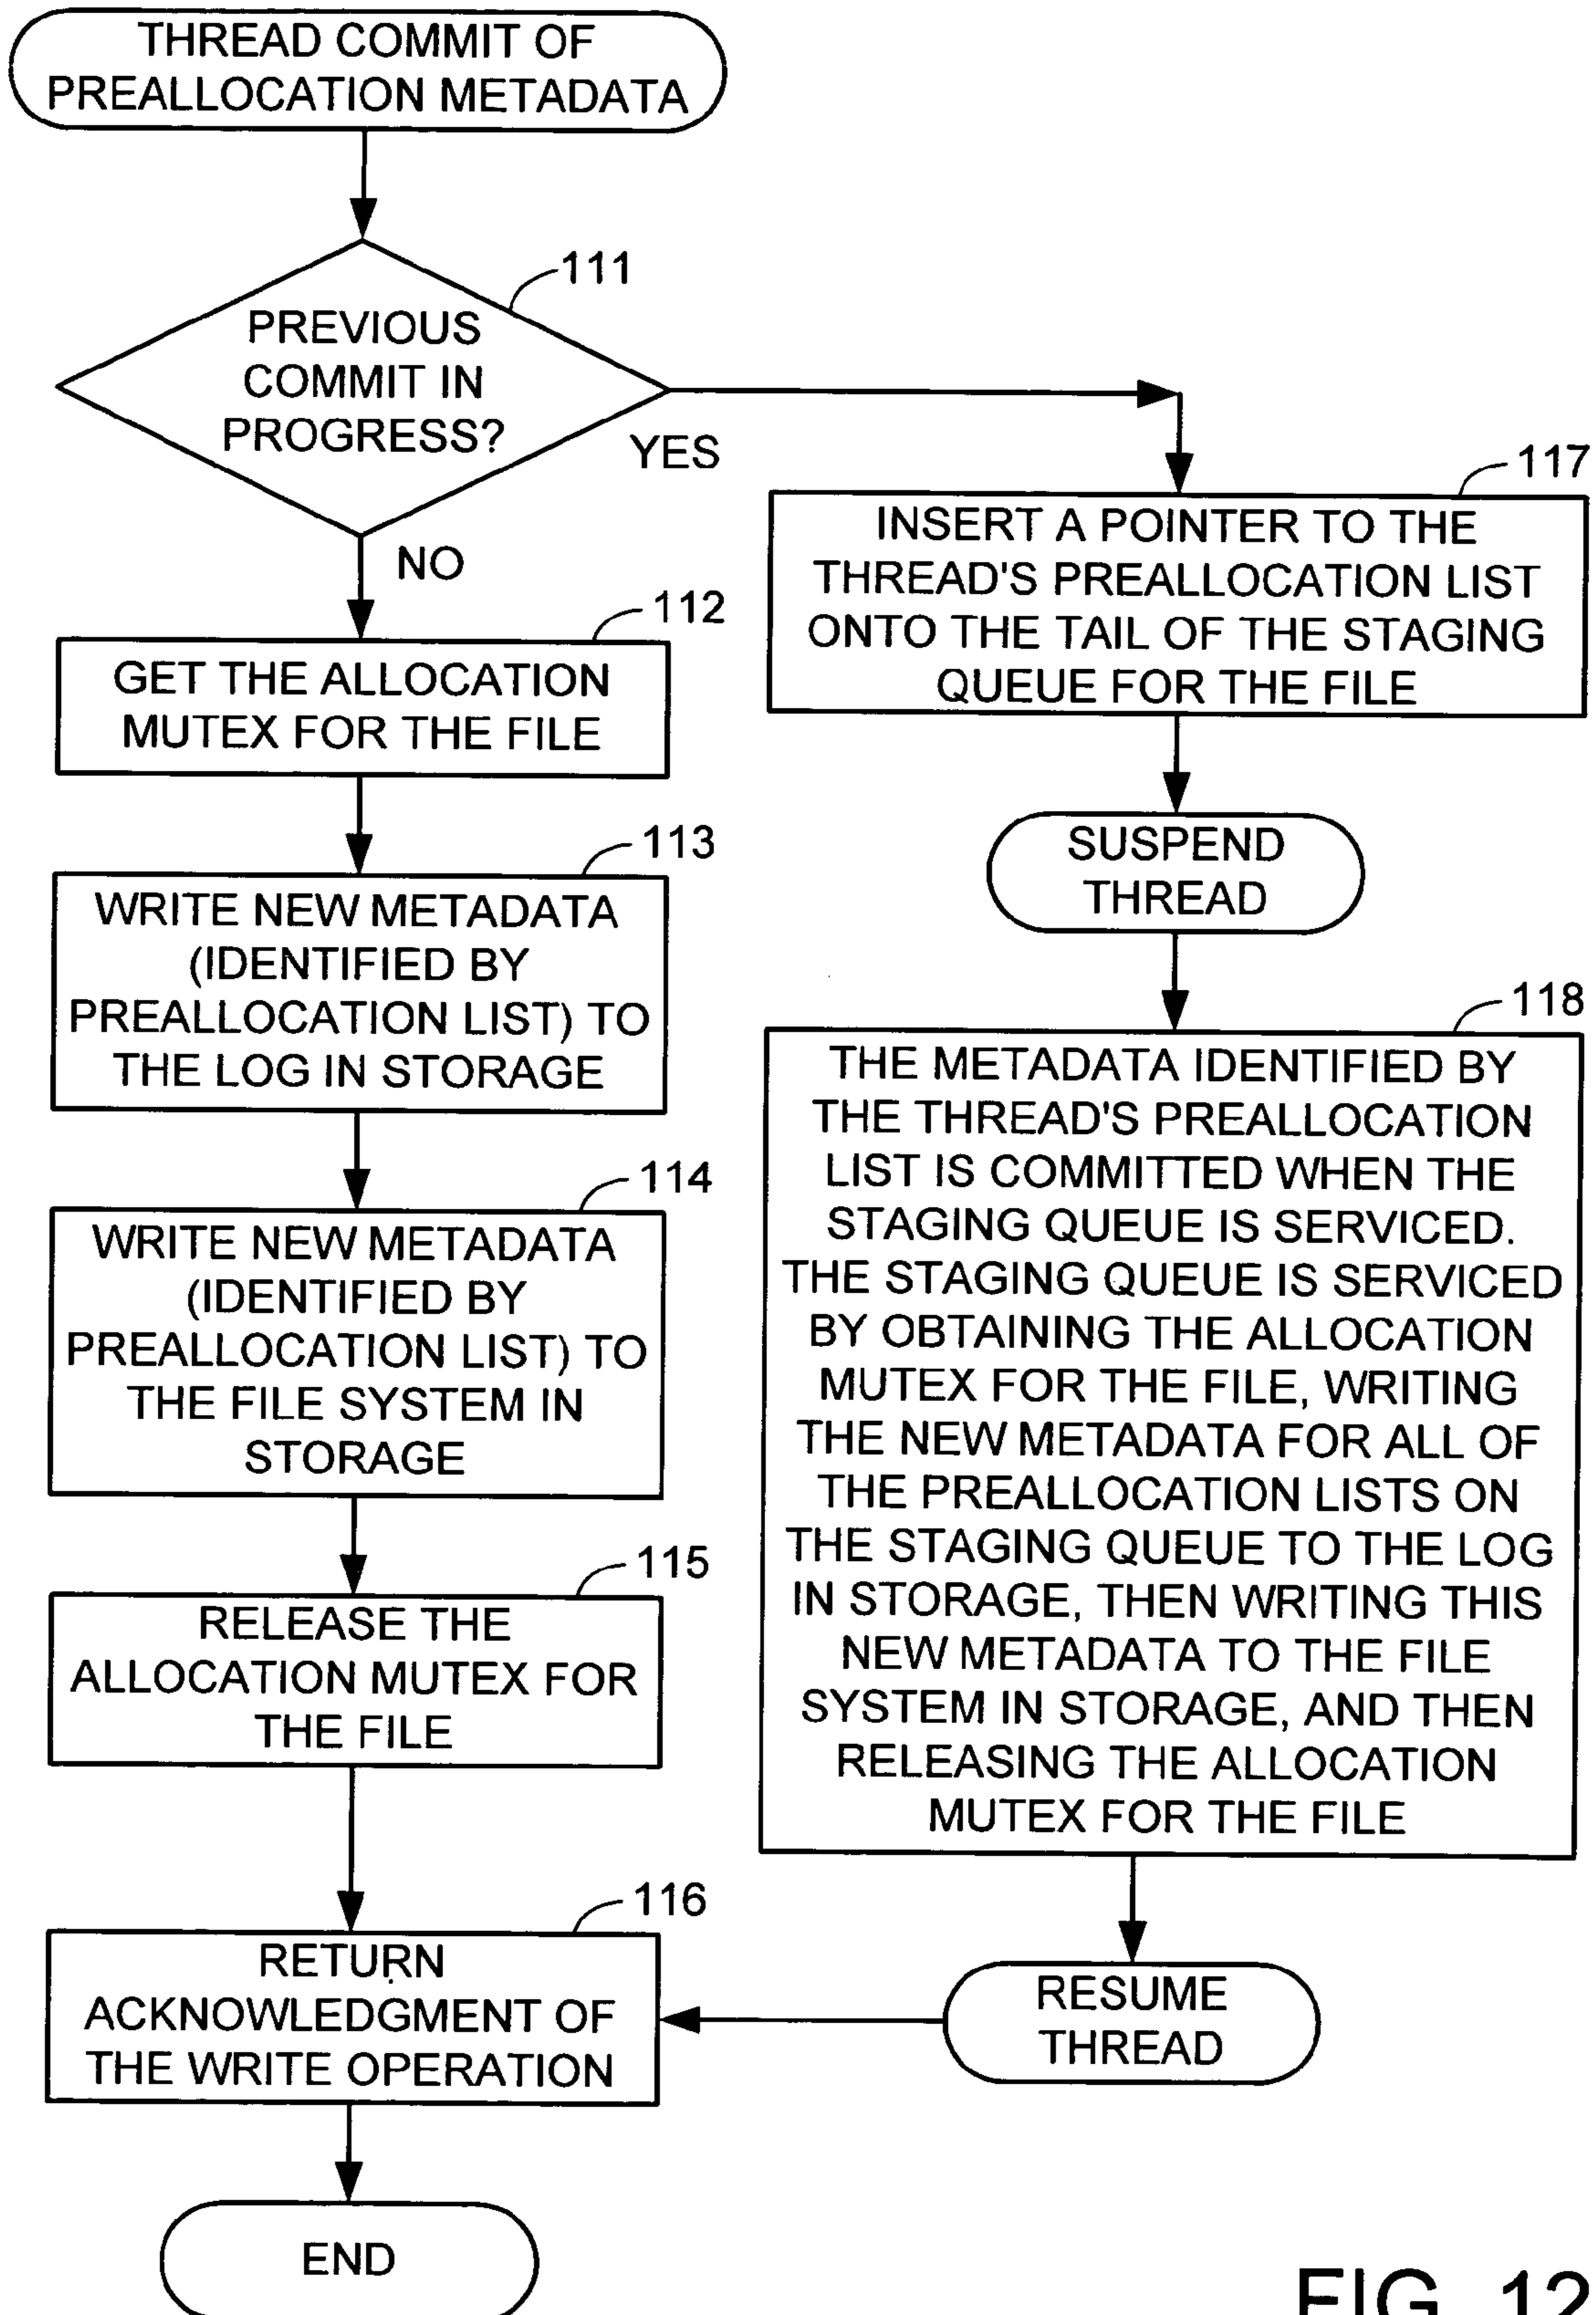 THREAD COMMIT OF
PREALLOCATION METADATA
111
PREVIOUS
COMMIT IN
PROGRESS?
YES
NO
112
GET THE ALLOCATION
MUTEX FOR THE FILE
113
WRITE NEW METADATA
(IDENTIFIED BY
PREALLOCATION LIST) TO
THE LOG IN STORAGE
114
WRITE NEW METADATA
(IDENTIFIED BY
PREALLOCATION LIST) TO
THE FILE SYSTEM IN
STORAGE
115
RELEASE THE
ALLOCATION MUTEX FOR
THE FILE
116
RETURN
ACKNOWLEDGMENT OF
THE WRITE OPERATION
END
117
INSERT A POINTER TO THE
THREAD'S PREALLOCATION LIST
ONTO THE TAIL OF THE STAGING
QUEUE FOR THE FILE
SUSPEND
THREAD
118
THE METADATA IDENTIFIED BY
THE THREAD'S PREALLOCATION
LIST IS COMMITTED WHEN THE
STAGING QUEUE IS SERVICED.
THE STAGING QUEUE IS SERVICED
BY OBTAINING THE ALLOCATION
MUTEX FOR THE FILE, WRITING
THE NEW METADATA FOR ALL OF
THE PREALLOCATION LISTS ON
THE STAGING QUEUE TO THE LOG
IN STORAGE, THEN WRITING THIS
NEW METADATA TO THE FILE
SYSTEM IN STORAGE, AND THEN
RELEASING THE ALLOCATION
MUTEX FOR THE FILE
RESUME
THREAD
FIG. 12